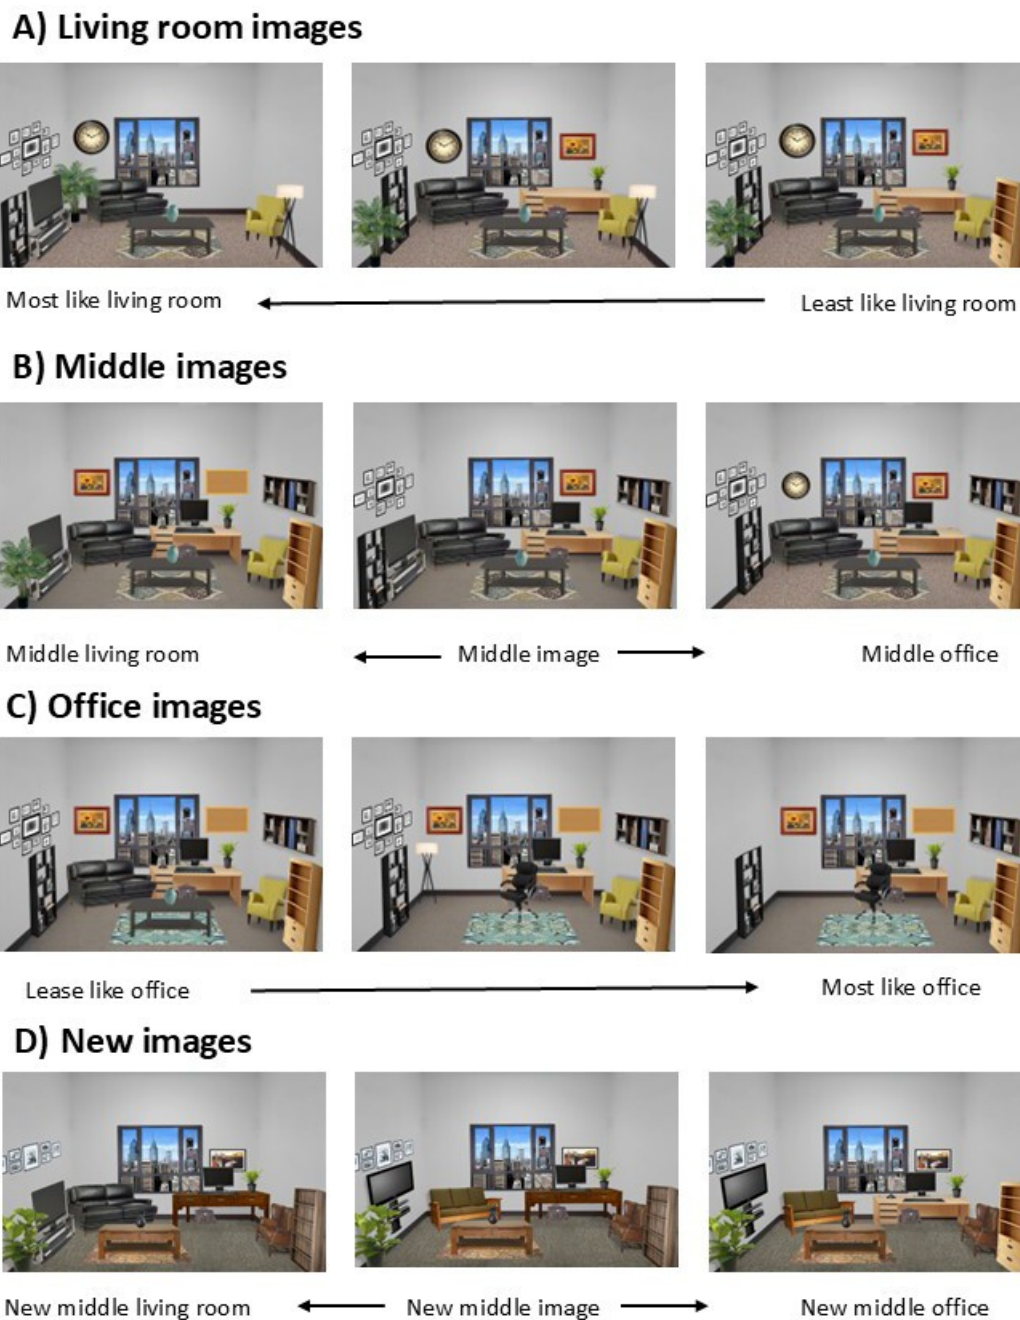 A) Living room images
Most like living room Least like living room
B) Middle images
Middle living room Middle image Middle office
C) Office images
Lease like office Most like office
D) New images
New middle living room New middle image New middle office